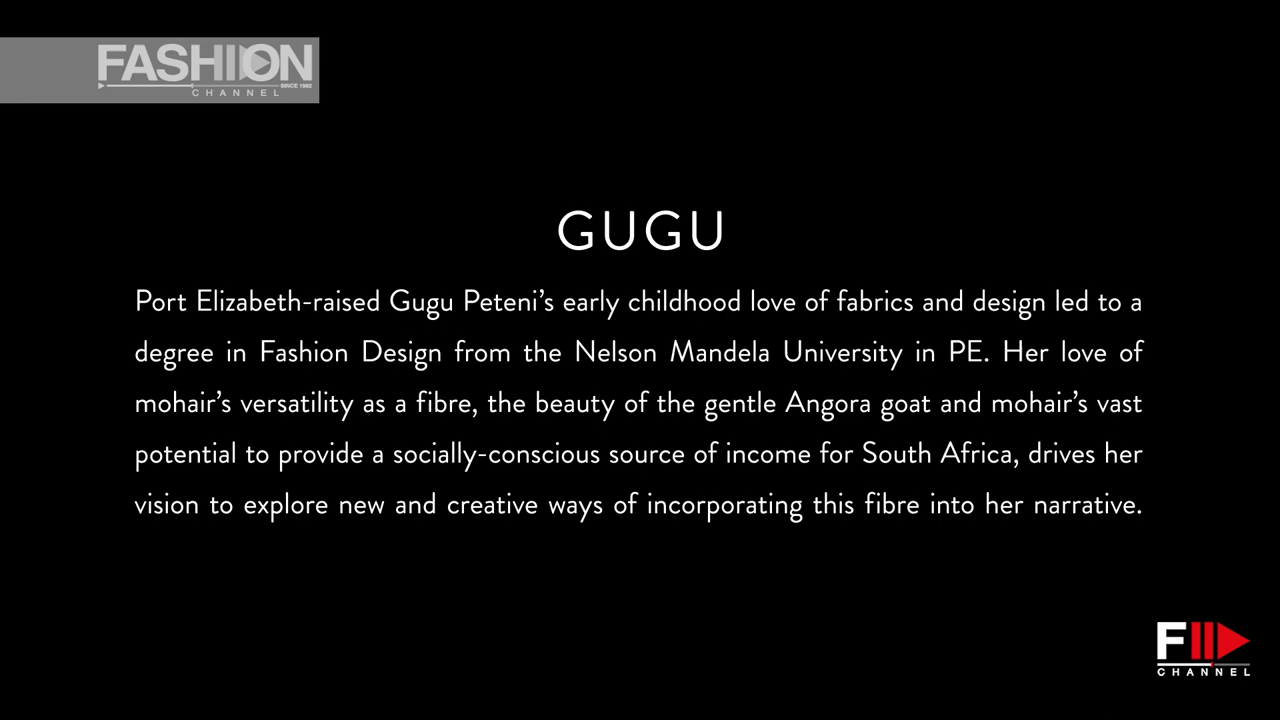 FASHION
SINCE 1982
CHANNEL
GUGU
Port Elizabeth-raised Gugu Peteni’s early childhood love of fabrics and design led to a
degree in Fashion Design from the Nelson Mandela University in PE. Her love of
mohair’s versatility as a fibre, the beauty of the gentle Angora goat and mohair’s vast
potential to provide a socially-conscious source of income for South Africa, drives her
vision to explore new and creative ways of incorporating this fibre into her narrative.
F
CHANNEL